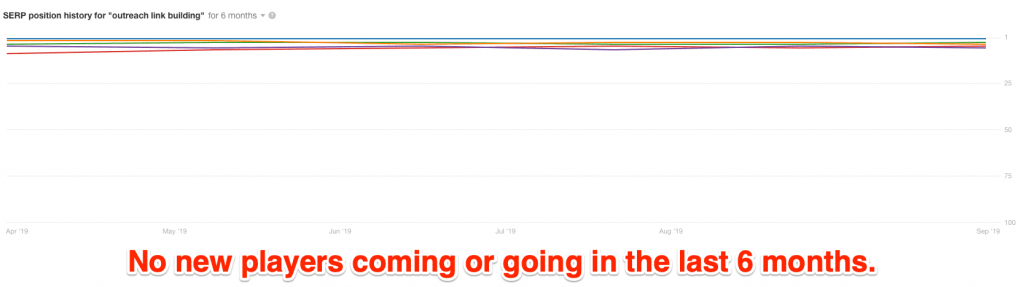 SERP position history for "outreach link building" for 6 months
1
25
50
75
100
Apr '19 May '19 Jun '19 Jul '19 Aug '19 Sep '19
No new players coming or going in the last 6 months.